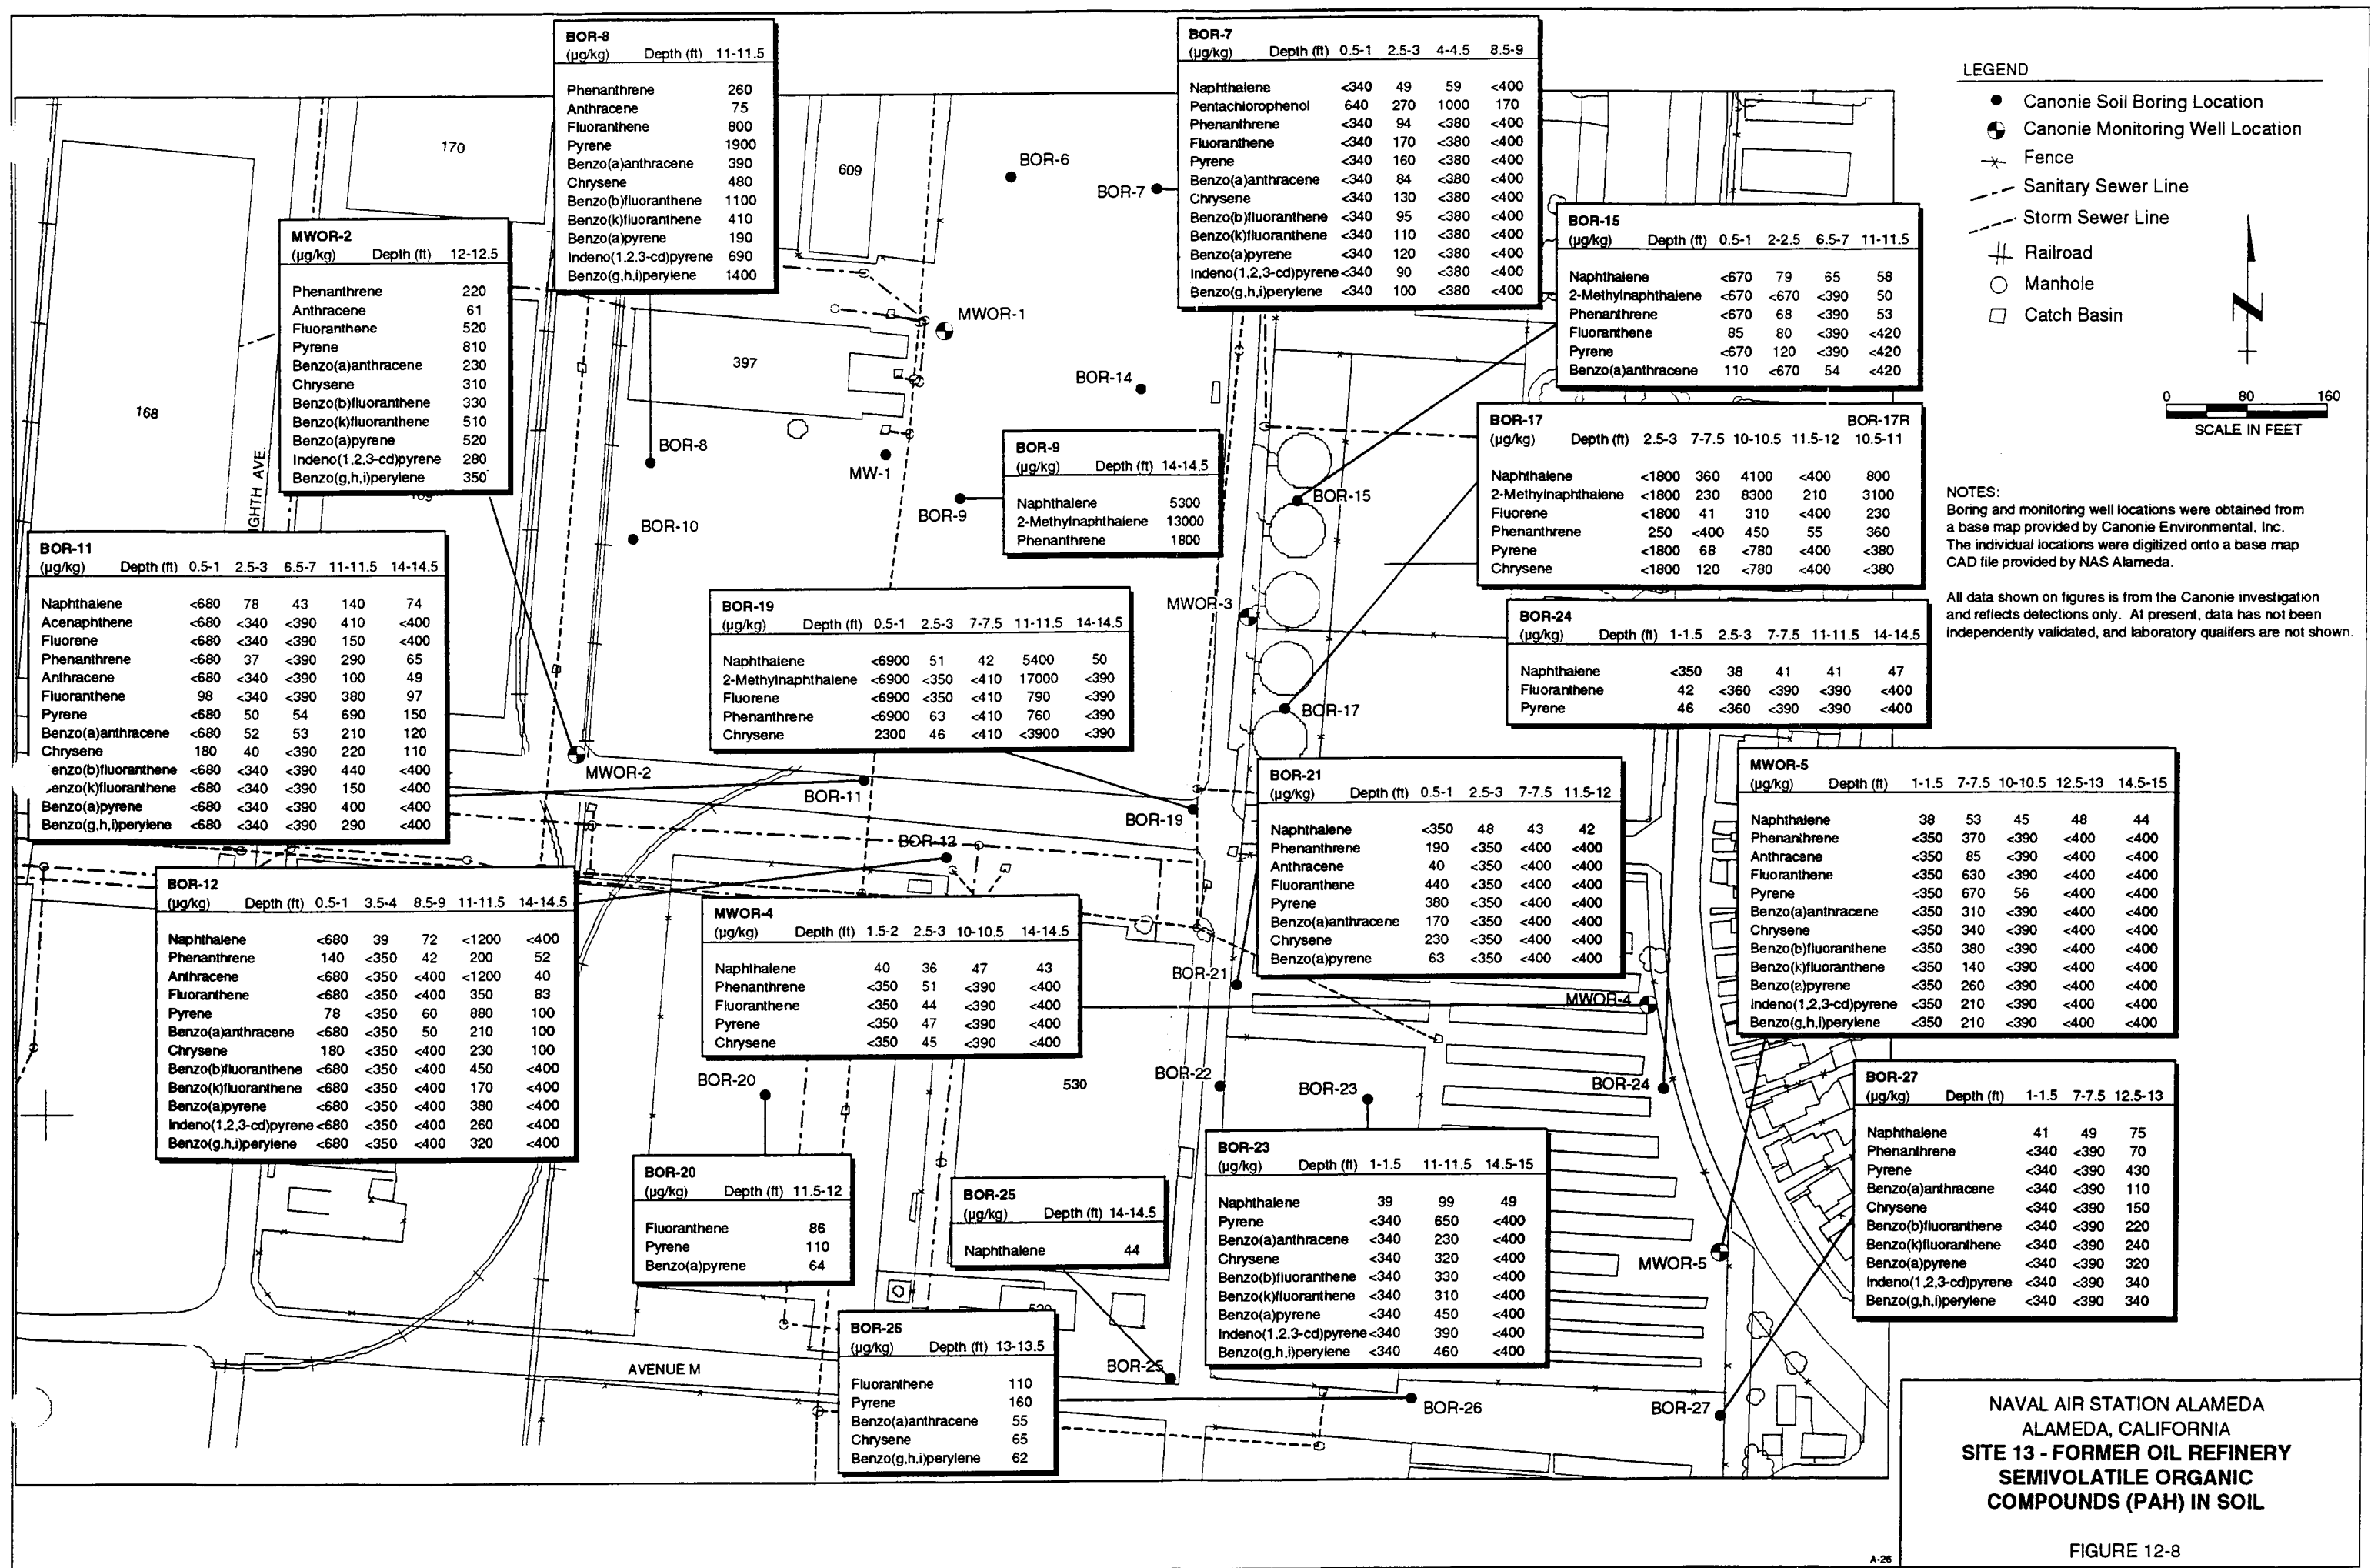 BOR-8
(µg/kg) Depth (ft) 11-11.5
Phenanthrene 260
Anthracene 75
Fluoranthene 800
Pyrene 1900
Benzo(a)anthracene 390
Chrysene 480
Benzo(b)fluoranthene 1100
Benzo(k)fluoranthene 410
Benzo(a)pyrene 190
Indeno(1,2,3-cd)pyrene 690
Benzo(g,h,i)perylene 1400
BOR-7
(µg/kg) Depth (ft) 0.5-1 2.5-3 4-4.5 8.5-9
Naphthalene <340 49 59 <400
Pentachlorophenol 640 270 1000 170
Phenanthrene <340 94 <380 <400
Fluoranthene <340 170 <380 <400
Pyrene <340 160 <380 <400
Benzo(a)anthracene <340 84 <380 <400
Chrysene <340 130 <380 <400
Benzo(b)fluoranthene <340 95 <380 <400
Benzo(k)fluoranthene <340 110 <380 <400
Benzo(a)pyrene <340 120 <380 <400
Indeno(1,2,3-cd)pyrene <340 90 <380 <400
Benzo(g,h,i)perylene <340 100 <380 <400
LEGEND
Canonie Soil Boring Location
Canonie Monitoring Well Location
Fence
Sanitary Sewer Line
Storm Sewer Line
Railroad
Manhole
Catch Basin
N
0 80 160
SCALE IN FEET
NOTES:
Boring and monitoring well locations were obtained from
a base map provided by Canonie Environmental, Inc.
The individual locations were digitized onto a base map
CAD file provided by NAS Alameda.
All data shown on figures is from the Canonie investigation
and reflects detections only. At present, data has not been
independently validated, and laboratory qualifers are not shown.
MWOR-2
(µg/kg) Depth (ft) 12-12.5
Phenanthrene 220
Anthracene 61
Fluoranthene 520
Pyrene 810
Benzo(a)anthracene 230
Chrysene 310
Benzo(b)fluoranthene 330
Benzo(k)fluoranthene 510
Benzo(a)pyrene 520
Indeno(1,2,3-cd)pyrene 280
Benzo(g,h,i)perylene 350
BOR-15
(µg/kg) Depth (ft) 0.5-1 2-2.5 6.5-7 11-11.5
Naphthalene <670 79 65 58
2-Methylnaphthalene <670 <670 <390 50
Phenanthrene <670 68 <390 53
Fluoranthene 85 80 <390 <420
Pyrene <670 120 <390 <420
Benzo(a)anthracene 110 <670 54 <420
BOR-17 BOR-17R
(µg/kg) Depth (ft) 2.5-3 7-7.5 10-10.5 11.5-12 10.5-11
Naphthalene <1800 360 4100 <400 800
2-Methylnaphthalene <1800 230 8300 210 3100
Fluorene <1800 41 310 <400 230
Phenanthrene 250 <400 450 55 360
Pyrene <1800 68 <780 <400 <380
Chrysene <1800 120 <780 <400 <380
BOR-9
(µg/kg) Depth (ft) 14-14.5
Naphthalene 5300
2-Methylnaphthalene 13000
Phenanthrene 1800
BOR-11
(µg/kg) Depth (ft) 0.5-1 2.5-3 6.5-7 11-11.5 14-14.5
Naphthalene <680 78 43 140 74
Acenaphthene <680 <340 <390 410 <400
Fluorene <680 <340 <390 150 <400
Phenanthrene <680 37 <390 290 65
Anthracene <680 <340 <390 100 49
Fluoranthene 98 <340 <390 380 97
Pyrene <680 50 54 690 150
Benzo(a)anthracene <680 52 53 210 120
Chrysene 180 40 <390 220 110
enzo(b)fluoranthene <680 <340 <390 440 <400
enzo(k)fluoranthene <680 <340 <390 150 <400
Benzo(a)pyrene <680 <340 <390 400 <400
Benzo(g,h,i)perylene <680 <340 <390 290 <400
BOR-19
(µg/kg) Depth (ft) 0.5-1 2.5-3 7-7.5 11-11.5 14-14.5
Naphthalene <6900 51 42 5400 50
2-Methylnaphthalene <6900 <350 <410 17000 <390
Fluorene <6900 <350 <410 790 <390
Phenanthrene <6900 63 <410 760 <390
Chrysene 2300 46 <410 <3900 <390
BOR-24
(µg/kg) Depth (ft) 1-1.5 2.5-3 7-7.5 11-11.5 14-14.5
Naphthalene <350 38 41 41 47
Fluoranthene 42 <360 <390 <390 <400
Pyrene 46 <360 <390 <390 <400
BOR-21
(µg/kg) Depth (ft) 0.5-1 2.5-3 7-7.5 11.5-12
Naphthalene <350 48 43 42
Phenanthrene 190 <350 <400 <400
Anthracene 40 <350 <400 <400
Fluoranthene 440 <350 <400 <400
Pyrene 380 <350 <400 <400
Benzo(a)anthracene 170 <350 <400 <400
Chrysene 230 <350 <400 <400
Benzo(a)pyrene 63 <350 <400 <400
MWOR-5
(µg/kg) Depth (ft) 1-1.5 7-7.5 10-10.5 12.5-13 14.5-15
Naphthalene 38 53 45 48 44
Phenanthrene <350 370 <390 <400 <400
Anthracene <350 85 <390 <400 <400
Fluoranthene <350 630 <390 <400 <400
Pyrene <350 670 56 <400 <400
Benzo(a)anthracene <350 310 <390 <400 <400
Chrysene <350 340 <390 <400 <400
Benzo(b)fluoranthene <350 380 <390 <400 <400
Benzo(k)fluoranthene <350 140 <390 <400 <400
Benzo(a)pyrene <350 260 <390 <400 <400
Indeno(1,2,3-cd)pyrene <350 210 <390 <400 <400
Benzo(g,h,i)perylene <350 210 <390 <400 <400
BOR-12
(µg/kg) Depth (ft) 0.5-1 3.5-4 8.5-9 11-11.5 14-14.5
Naphthalene <680 39 72 <1200 <400
Phenanthrene 140 <350 42 200 52
Anthracene <680 <350 <400 <1200 40
Fluoranthene <680 <350 <400 350 83
Pyrene 78 <350 60 880 100
Benzo(a)anthracene <680 <350 50 210 100
Chrysene 180 <350 <400 230 100
Benzo(b)fluoranthene <680 <350 <400 450 <400
Benzo(k)fluoranthene <680 <350 <400 170 <400
Benzo(a)pyrene <680 <350 <400 380 <400
Indeno(1,2,3-cd)pyrene <680 <350 <400 260 <400
Benzo(g,h,i)perylene <680 <350 <400 320 <400
MWOR-4
(µg/kg) Depth (ft) 1.5-2 2.5-3 10-10.5 14-14.5
Naphthalene 40 36 47 43
Phenanthrene <350 51 <390 <400
Fluoranthene <350 44 <390 <400
Pyrene <350 47 <390 <400
Chrysene <350 45 <390 <400
BOR-27
(µg/kg) Depth (ft) 1-1.5 7-7.5 12.5-13
Naphthalene 41 49 75
Phenanthrene <340 <390 70
Pyrene <340 <390 430
Benzo(a)anthracene <340 <390 110
Chrysene <340 <390 150
Benzo(b)fluoranthene <340 <390 220
Benzo(k)fluoranthene <340 <390 240
Benzo(a)pyrene <340 <390 320
Indeno(1,2,3-cd)pyrene <340 <390 340
Benzo(g,h,i)perylene <340 <390 340
BOR-23
(µg/kg) Depth (ft) 1-1.5 11-11.5 14.5-15
Naphthalene 39 99 49
Pyrene <340 650 <400
Benzo(a)anthracene <340 230 <400
Chrysene <340 320 <400
Benzo(b)fluoranthene <340 330 <400
Benzo(k)fluoranthene <340 310 <400
Benzo(a)pyrene <340 450 <400
Indeno(1,2,3-cd)pyrene <340 390 <400
Benzo(g,h,i)perylene <340 460 <400
BOR-20
(µg/kg) Depth (ft) 11.5-12
Fluoranthene 86
Pyrene 110
Benzo(a)pyrene 64
BOR-25
(µg/kg) Depth (ft) 14-14.5
Naphthalene 44
BOR-26
(µg/kg) Depth (ft) 13-13.5
Fluoranthene 110
Pyrene 160
Benzo(a)anthracene 55
Chrysene 65
Benzo(g,h,i)perylene 62
170
609
168
397
530
BOR-6
BOR-7
MWOR-1
BOR-14
BOR-8
MW-1
BOR-9
BOR-10
BOR-15
MWOR-3
BOR-17
MWOR-2
BOR-11
BOR-19
BOR-12
BOR-21
MWOR-4
BOR-20
BOR-22
BOR-23
BOR-24
MWOR-5
BOR-25
BOR-26
BOR-27
IGHTH AVE.
AVENUE M
NAVAL AIR STATION ALAMEDA
ALAMEDA, CALIFORNIA
SITE 13 - FORMER OIL REFINERY
SEMIVOLATILE ORGANIC
COMPOUNDS (PAH) IN SOIL
FIGURE 12-8
A-26